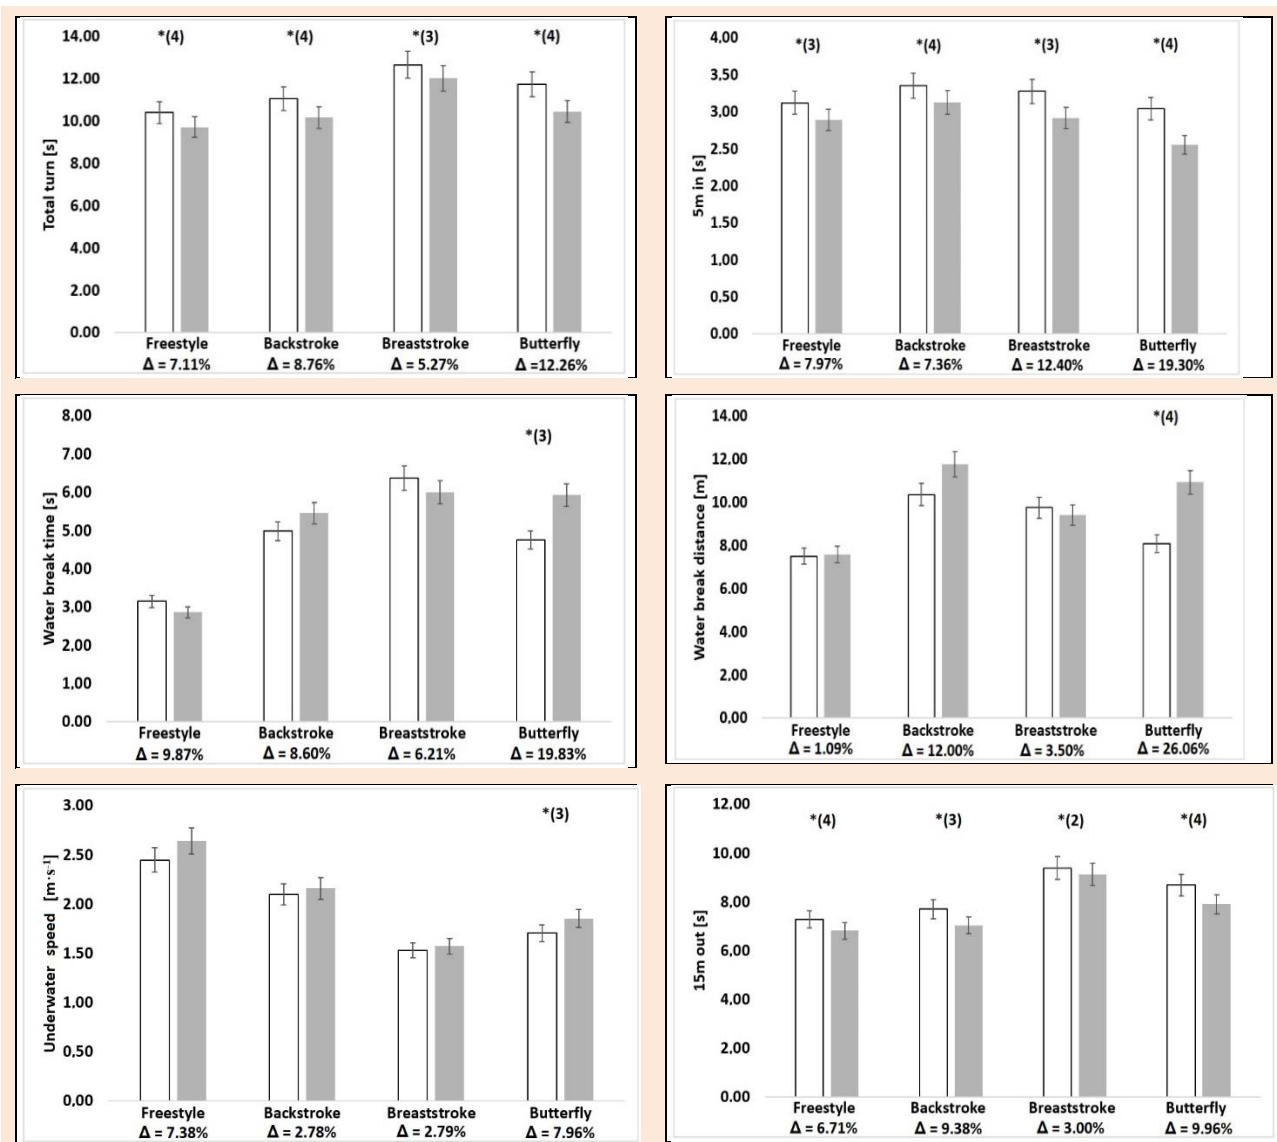 14.00
12.00
10.00
8.00
6.00
4.00
2.00
0.00
Total turn [s]
*(4) *(4) *(3) *(4)
Freestyle Backstroke Breaststroke Butterfly
Δ = 7.11% Δ = 8.76% Δ = 5.27% Δ =12.26%
4.00
3,50
3.00
2.50
2.00
1.50
1,00
0.50
0.00
5m in [s]
*(3) *(4) *(3) *(4)
Freestyle Backstroke Breaststroke Butterfly
Δ = 7.97% Δ = 7.36% Δ = 12.40% Δ = 19.30%
8,00
7.00
6.00
5.00
4.00
3,00
2,00
1,00
0.00
Water break time [s]
*(3)
Freestyle Backstroke Breaststroke Butterfly
Δ = 9.87% Δ = 8.60% Δ = 6.21% Δ = 19.83%
14.00
12.00
10.00
8.00
6.00
4.00
2.00
0,00
Water break distance [m]
*(4)
Freestyle Backstroke Breaststroke Butterfly
Δ = 1.09% Δ = 12.00% Δ = 3.50% Δ = 26.06%
3.00
2.50
2.00
1.50
1.00
0.50
0,00
Underwater speed [m·s⁻¹]
*(3)
Freestyle Backstroke Breaststroke Butterfly
Δ = 7.38% Δ = 2.78% Δ = 2.79% Δ = 7.96%
12.00
10.00
8.00
6,00
4,00
2,00
0.00
15m out [s]
*(4) *(3) *(2) *(4)
Freestyle Backstroke Breaststroke Butterfly
Δ = 6.71% Δ = 9.38% Δ = 3.00% Δ = 9.96%